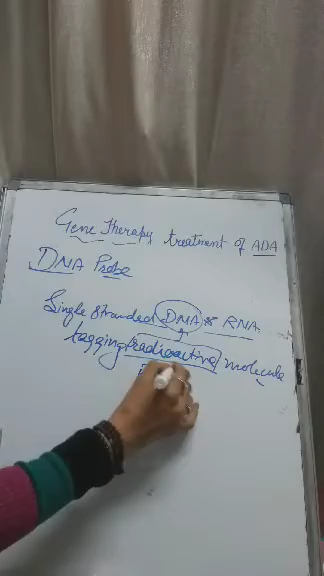 Gene Therapy treatment of ADA
DNA Probe
Single Stranded DNA or RNA.
tagging radioactive molecule